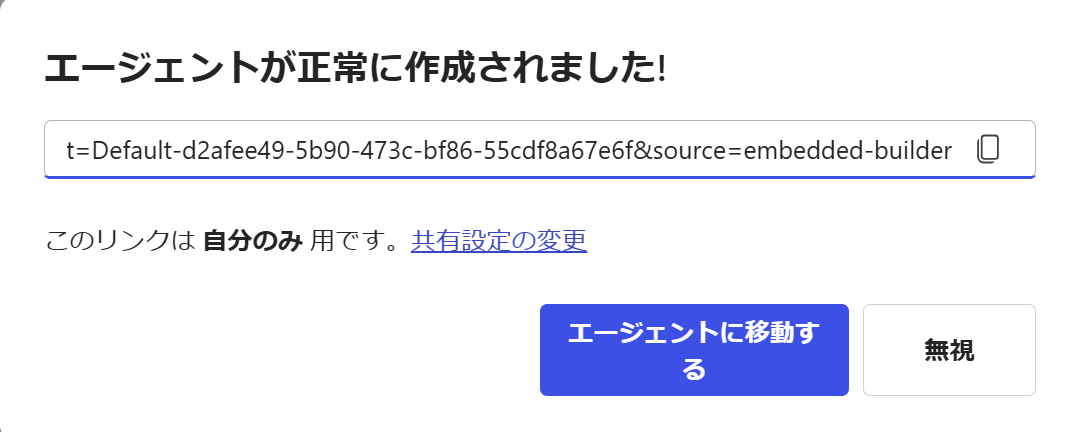 エージェントが正常に作成されました!
t=Default-d2afee49-5b90-473c-bf86-55cdf8a67e6f&source=embedded-builder
このリンクは 自分のみ 用です。共有設定の変更
エージェントに移動す
る
無視